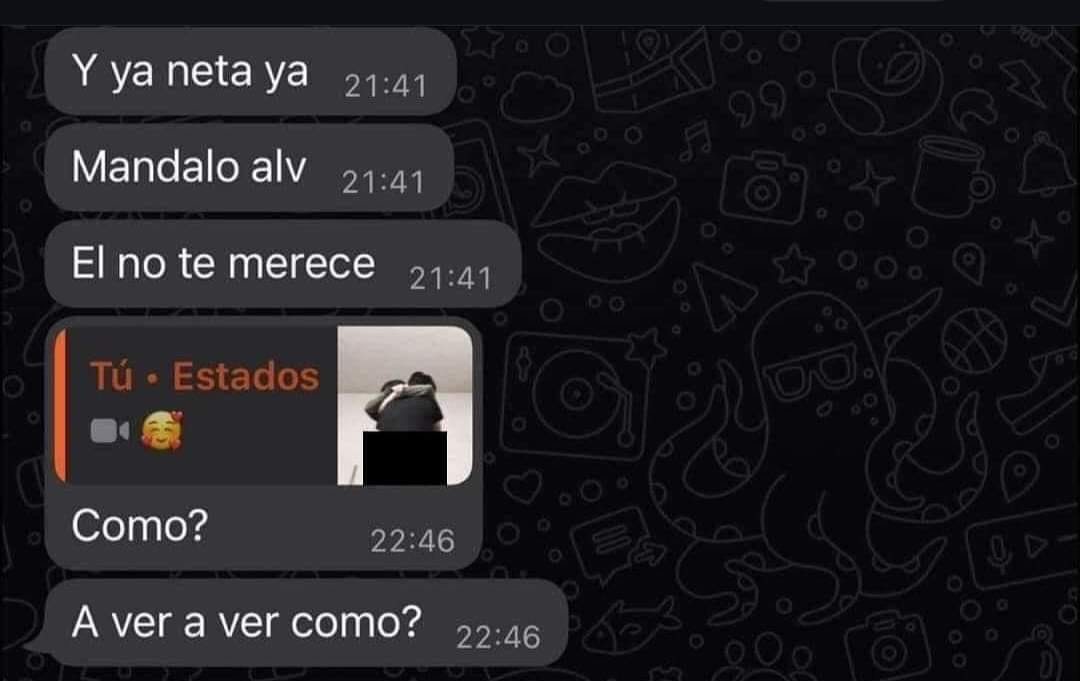 Y ya neta ya 21:41
Mandalo alv 21:41
El no te merece 21:41
Tú • Estados
🥰
Como? 22:46
A ver a ver como? 22:46